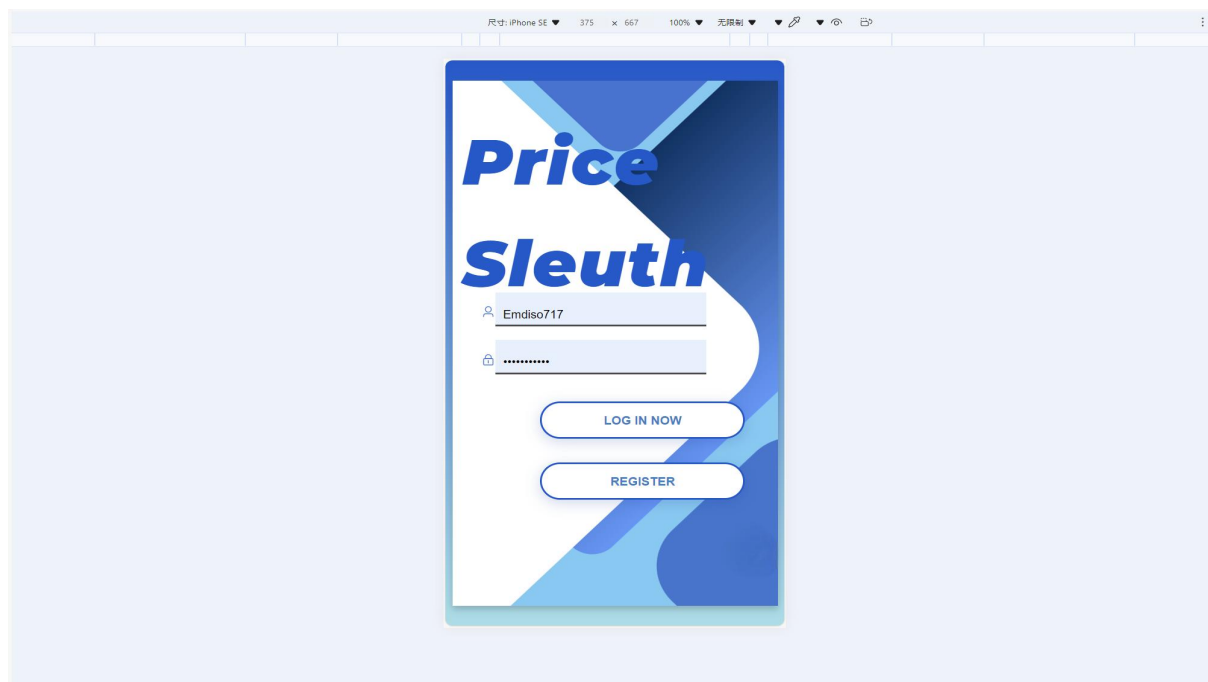 尺寸: iPhone SE ▼ 375 × 667 100% ▼ 无限制 ▼
Price
Sleuth
Emdiso717
•••••••••••
LOG IN NOW
REGISTER